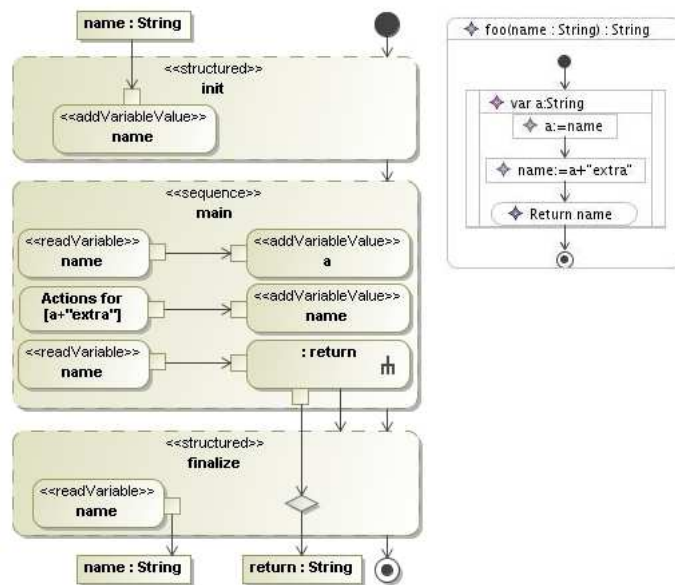 name : String
<<structured>>
init
<<addVariableValue>>
name
<<sequence>>
main
<<readVariable>>
name
<<addVariableValue>>
a
Actions for
[a+"extra"]
<<addVariableValue>>
name
<<readVariable>>
name
: return
<<structured>>
finalize
<<readVariable>>
name
name : String
return : String
foo(name : String) : String
var a:String
a:=name
name:=a+"extra"
Return name